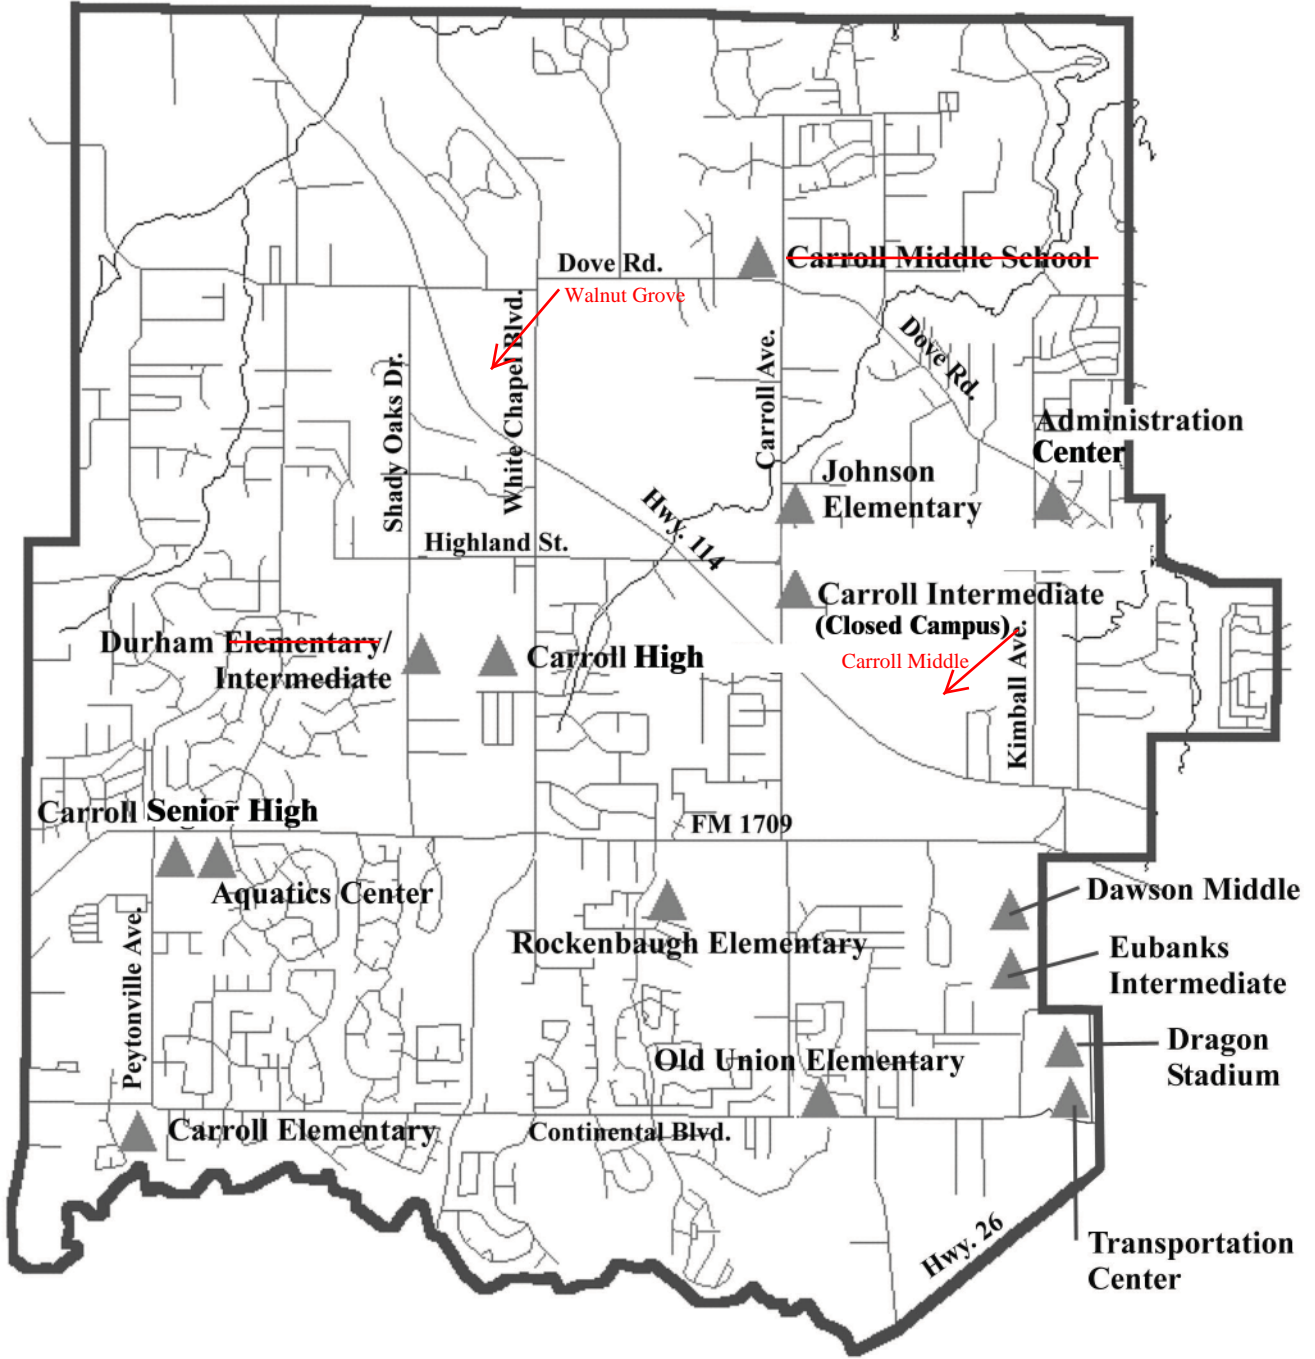 Carroll Middle School
Dove Rd.
Walnut Grove
White Chapel Blvd.
Shady Oaks Dr.
Carroll Ave.
Dove Rd.
Administration
Center
Johnson
Elementary
Hwy. 114
Highland St.
Carroll Intermediate
(Closed Campus)
Carroll Middle
Kimball Ave.
Durham Elementary/
Intermediate
Carroll High
Carroll Senior High
FM 1709
Aquatics Center
Dawson Middle
Peytonville Ave.
Rockenbaugh Elementary
Eubanks
Intermediate
Old Union Elementary
Dragon
Stadium
Carroll Elementary
Continental Blvd.
Hwy. 26
Transportation
Center